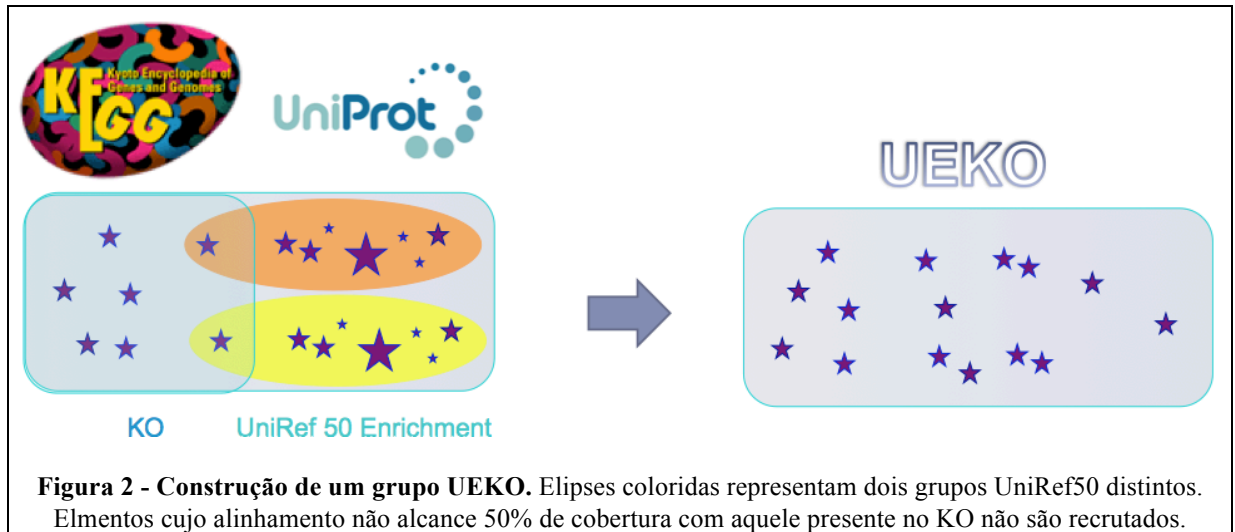 KEGG
Kyoto Encyclopedia of
Genes and Genomes
UniProt
UEKO
KO
UniRef 50 Enrichment
Figura 2 - Construção de um grupo UEKO. Elipses coloridas representam dois grupos UniRef50 distintos.
Elmentos cujo alinhamento não alcance 50% de cobertura com aquele presente no KO não são recrutados.